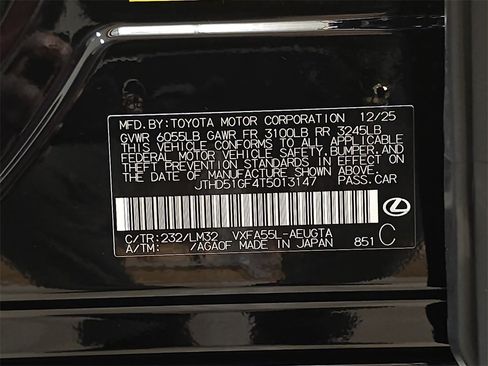 MFD.BY:TOYOTA MOTOR CORPORATION 12/25
GVWR 6055LB GAWR FR 3100LB RR 3245LB
THIS VEHICLE CONFORMS TO ALL APPLICABLE
FEDERAL MOTOR VEHICLE SAFETY,BUMPER,AND
THEFT PREVENTION STANDARDS IN EFFECT ON
THE DATE OF MANUFACTURE SHOWN ABOVE.
JTHD51GF4T5013147 PASS.CAR
C/TR:232/LM32 VXFA55L-AEUGTA
A/TM: /AGAOF MADE IN JAPAN 851 C